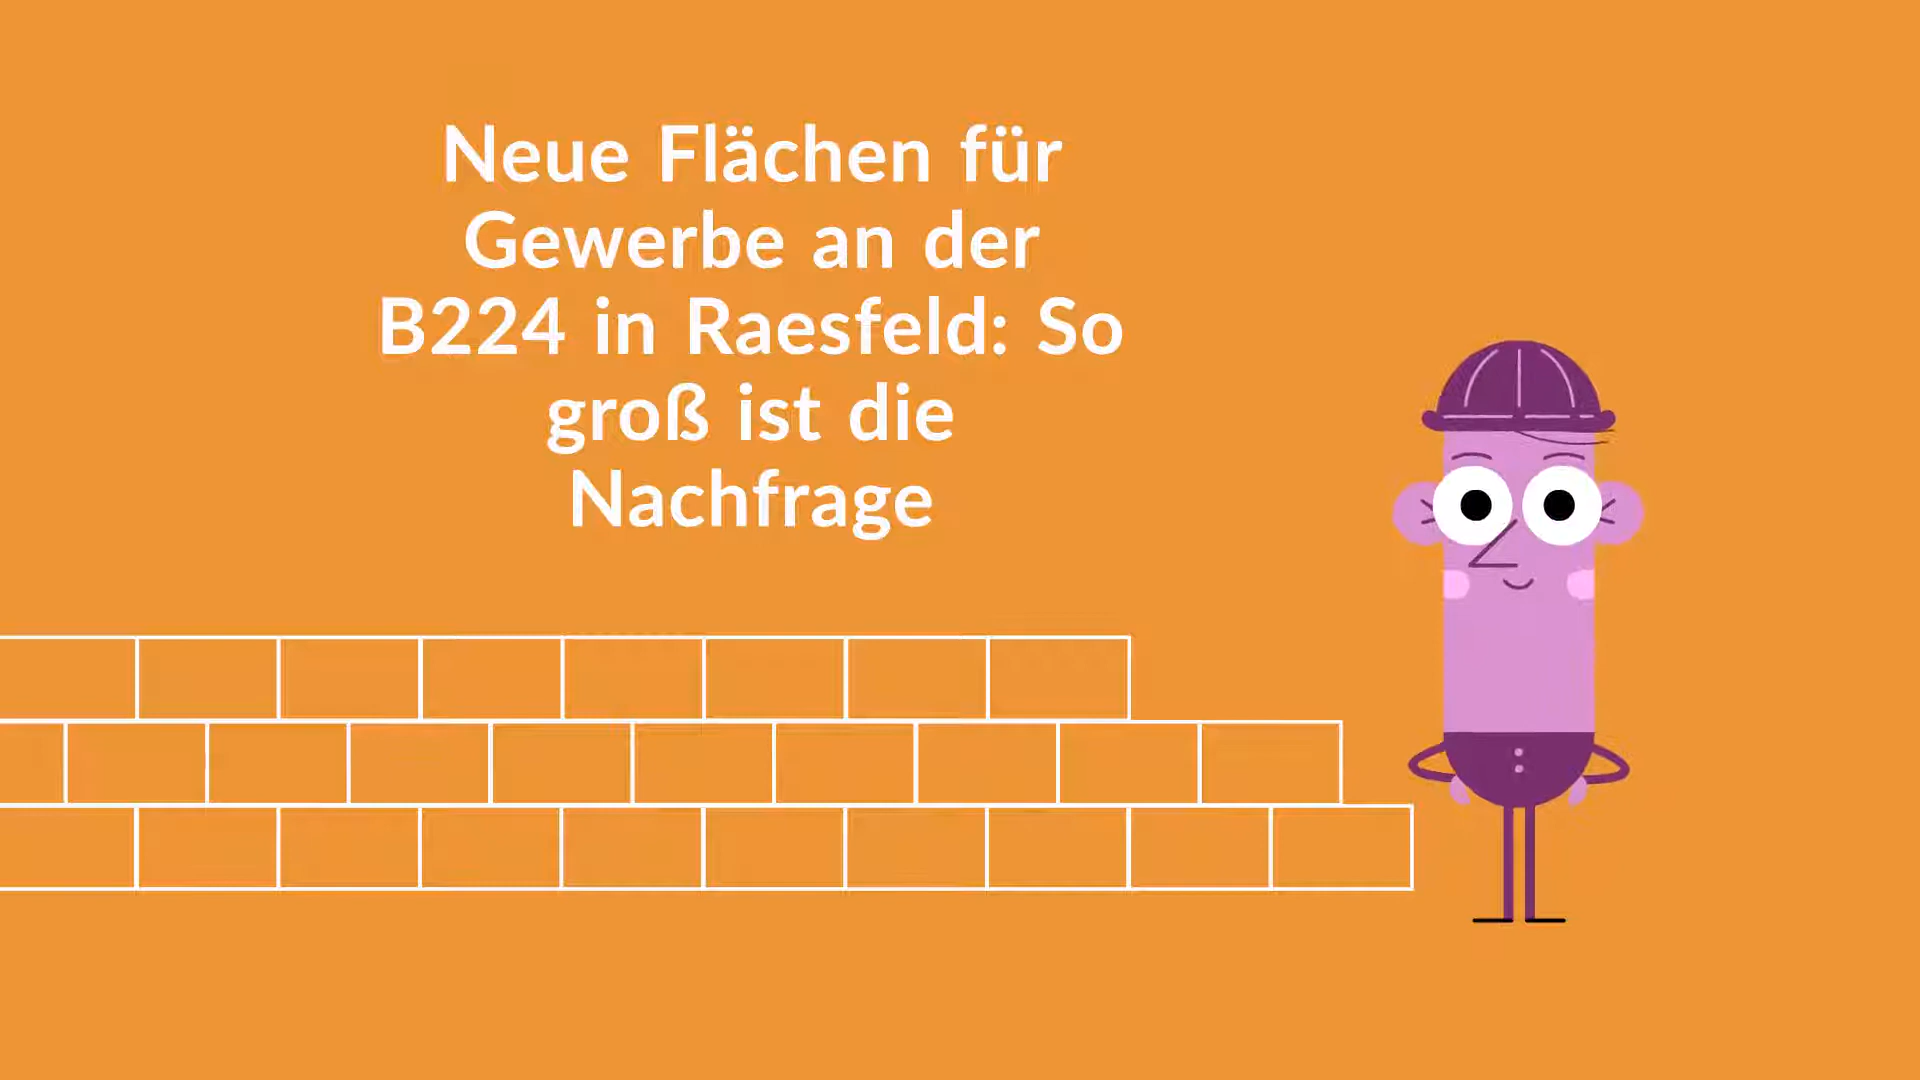 Neue Flächen für
Gewerbe an der
B224 in Raesfeld: So
groß ist die
Nachfrage